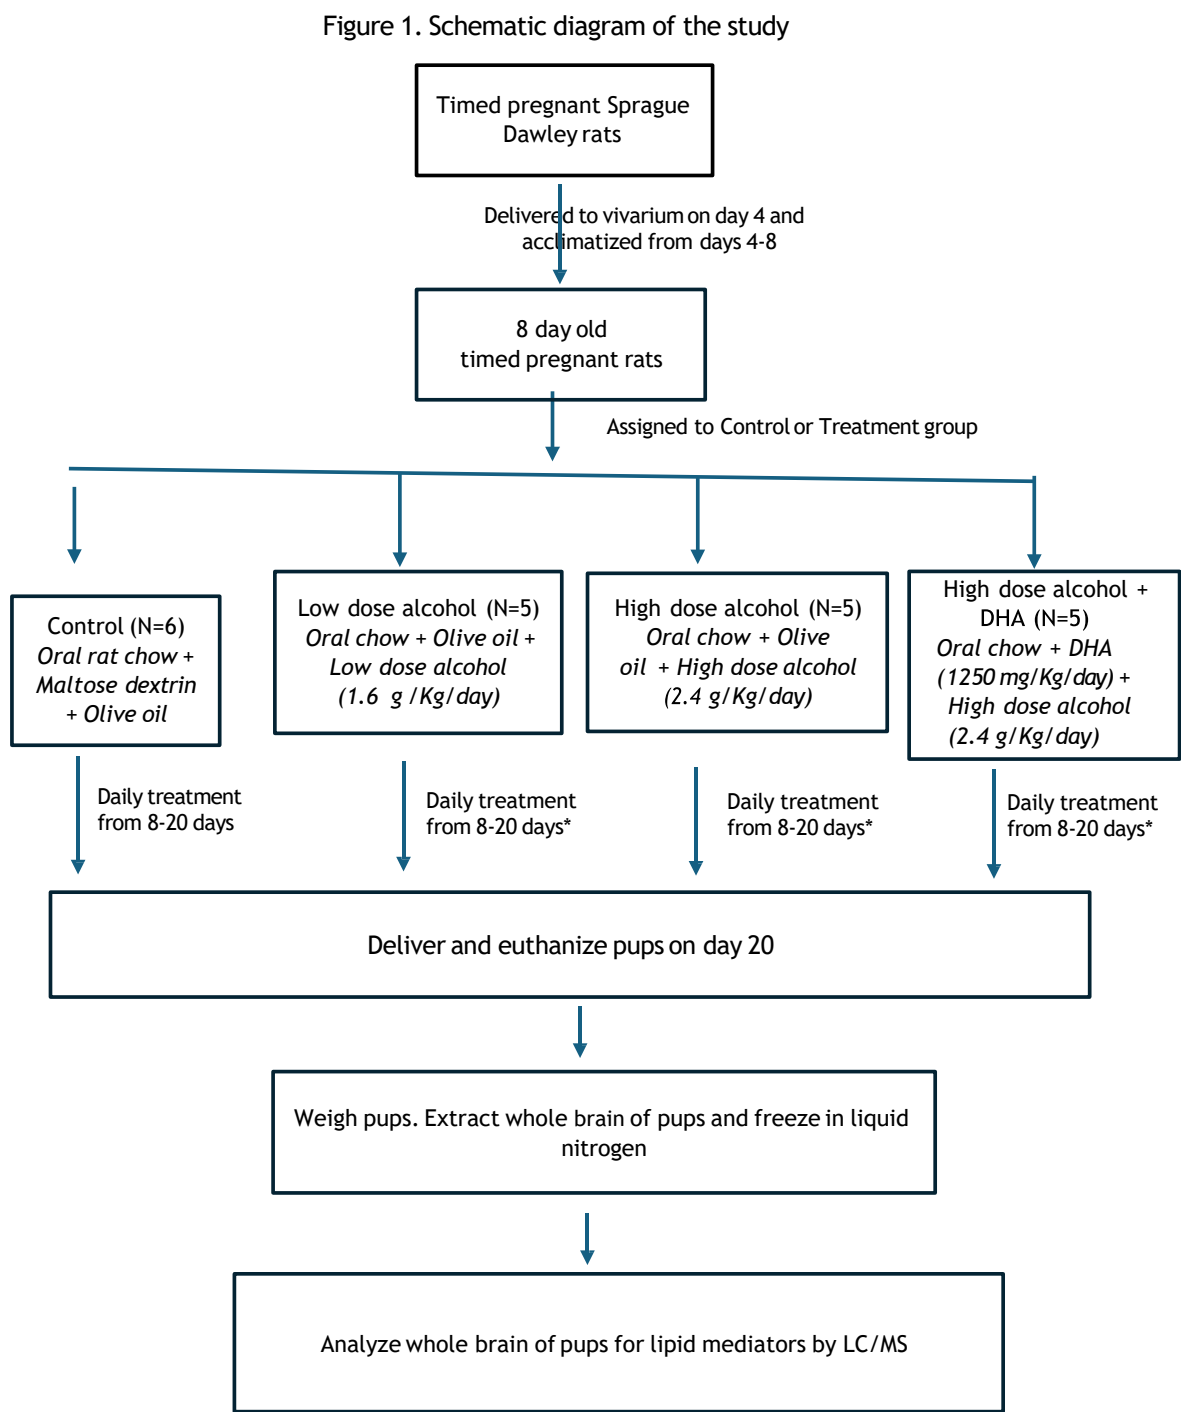 Figure 1. Schematic diagram of the study
Timed pregnant Sprague
Dawley rats
Delivered to vivarium on day 4 and
acclimatized from days 4-8
8 day old
timed pregnant rats
Assigned to Control or Treatment group
Control (N=6)
Oral rat chow +
Maltose dextrin
+ Olive oil
Low dose alcohol (N=5)
Oral chow + Olive oil +
Low dose alcohol
(1.6 g /Kg/day)
High dose alcohol (N=5)
Oral chow + Olive
oil + High dose alcohol
(2.4 g/Kg/day)
High dose alcohol +
DHA (N=5)
Oral chow + DHA
(1250 mg/Kg/day) +
High dose alcohol
(2.4 g/Kg/day)
Daily treatment
from 8-20 days
Daily treatment
from 8-20 days*
Daily treatment
from 8-20 days*
Daily treatment
from 8-20 days*
Deliver and euthanize pups on day 20
Weigh pups. Extract whole brain of pups and freeze in liquid
nitrogen
Analyze whole brain of pups for lipid mediators by LC/MS